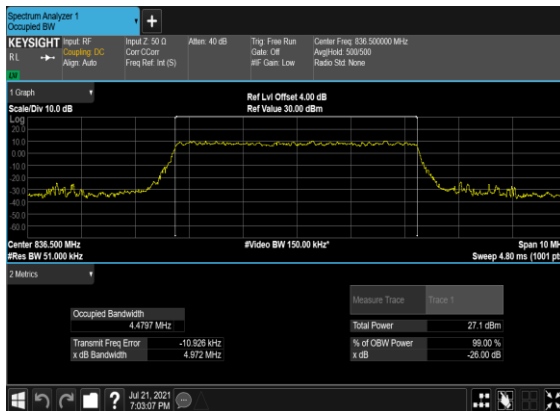 Spectrum Analyzer 1
Occupied BW
KEYSIGHT Input: RF Input Z: 50 Ω Atten: 40 dB Trig: Free Run Center Freq: 836.500000 MHz
RL Coupling: DC Corr CCorr Gate: Off Avg|Hold: 500/500
Align: Auto Freq Ref: Int (S) #IF Gain: Low Radio Std: None
1 Graph
Ref Lvl Offset 4.00 dB
Scale/Div 10.0 dB Ref Value 30.00 dBm
Log
20.0
10.0
0.00
-10.0
-20.0
-30.0
-40.0
-50.0
-60.0
Center 836.500 MHz #Video BW 150.00 kHz* Span 10 MH
#Res BW 51.000 kHz Sweep 4.80 ms (1001 pts
2 Metrics
Measure Trace Trace 1
Occupied Bandwidth
4.4797 MHz
Total Power 27.1 dBm
Transmit Freq Error -10.926 kHz % of OBW Power 99.00 %
x dB Bandwidth 4.972 MHz x dB -26.00 dB
? Jul 21, 2021
7:03:07 PM